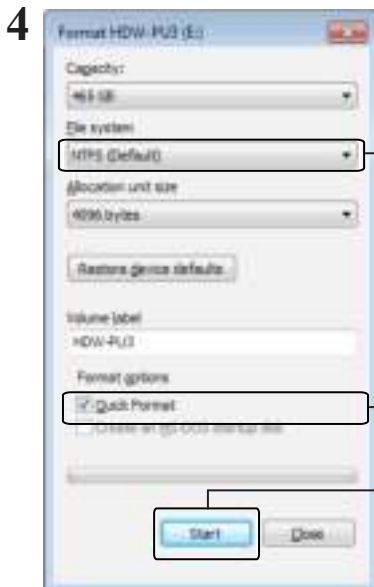 4
Format HDW-PU3 (E:)
Capacity:
465 GB
File system
NTFS (Default)
Allocation unit size
4096 bytes
Restore device defaults
Volume label
HDW-PU3
Format options
Quick Format
Create an MS-DOS startup disk
Start
Close